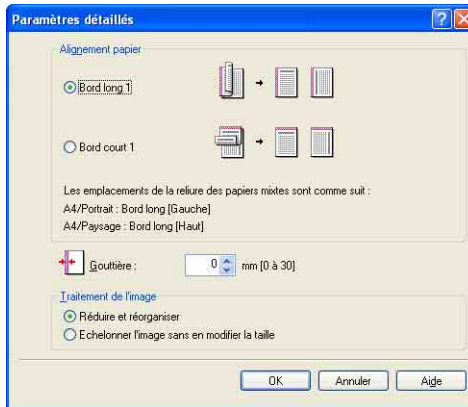 Paramètres détaillés
Alignement papier
Bord long 1
Bord court 1
Les emplacements de la reliure des papiers mixtes sont comme suit :
A4/Portrait : Bord long [Gauche]
A4/Paysage : Bord long [Haut]
Gouttière : 0 mm [0 à 30]
Traitement de l'image
Réduire et réorganiser
Echelonner l'image sans en modifier la taille
OK Annuler Aide